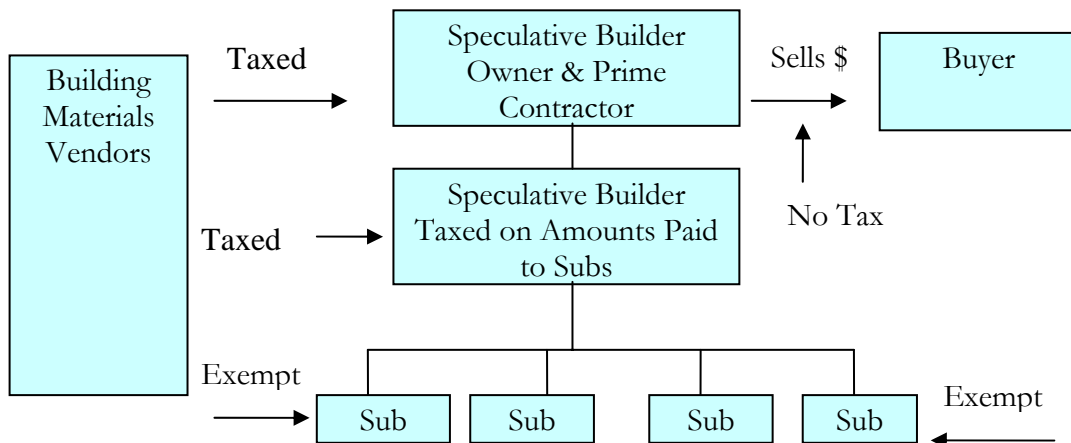 Building
Materials
Vendors
Taxed
Speculative Builder
Owner & Prime
Contractor
Sells $
Buyer
No Tax
Taxed
Speculative Builder
Taxed on Amounts Paid
to Subs
Exempt
Sub
Sub
Sub
Sub
Exempt